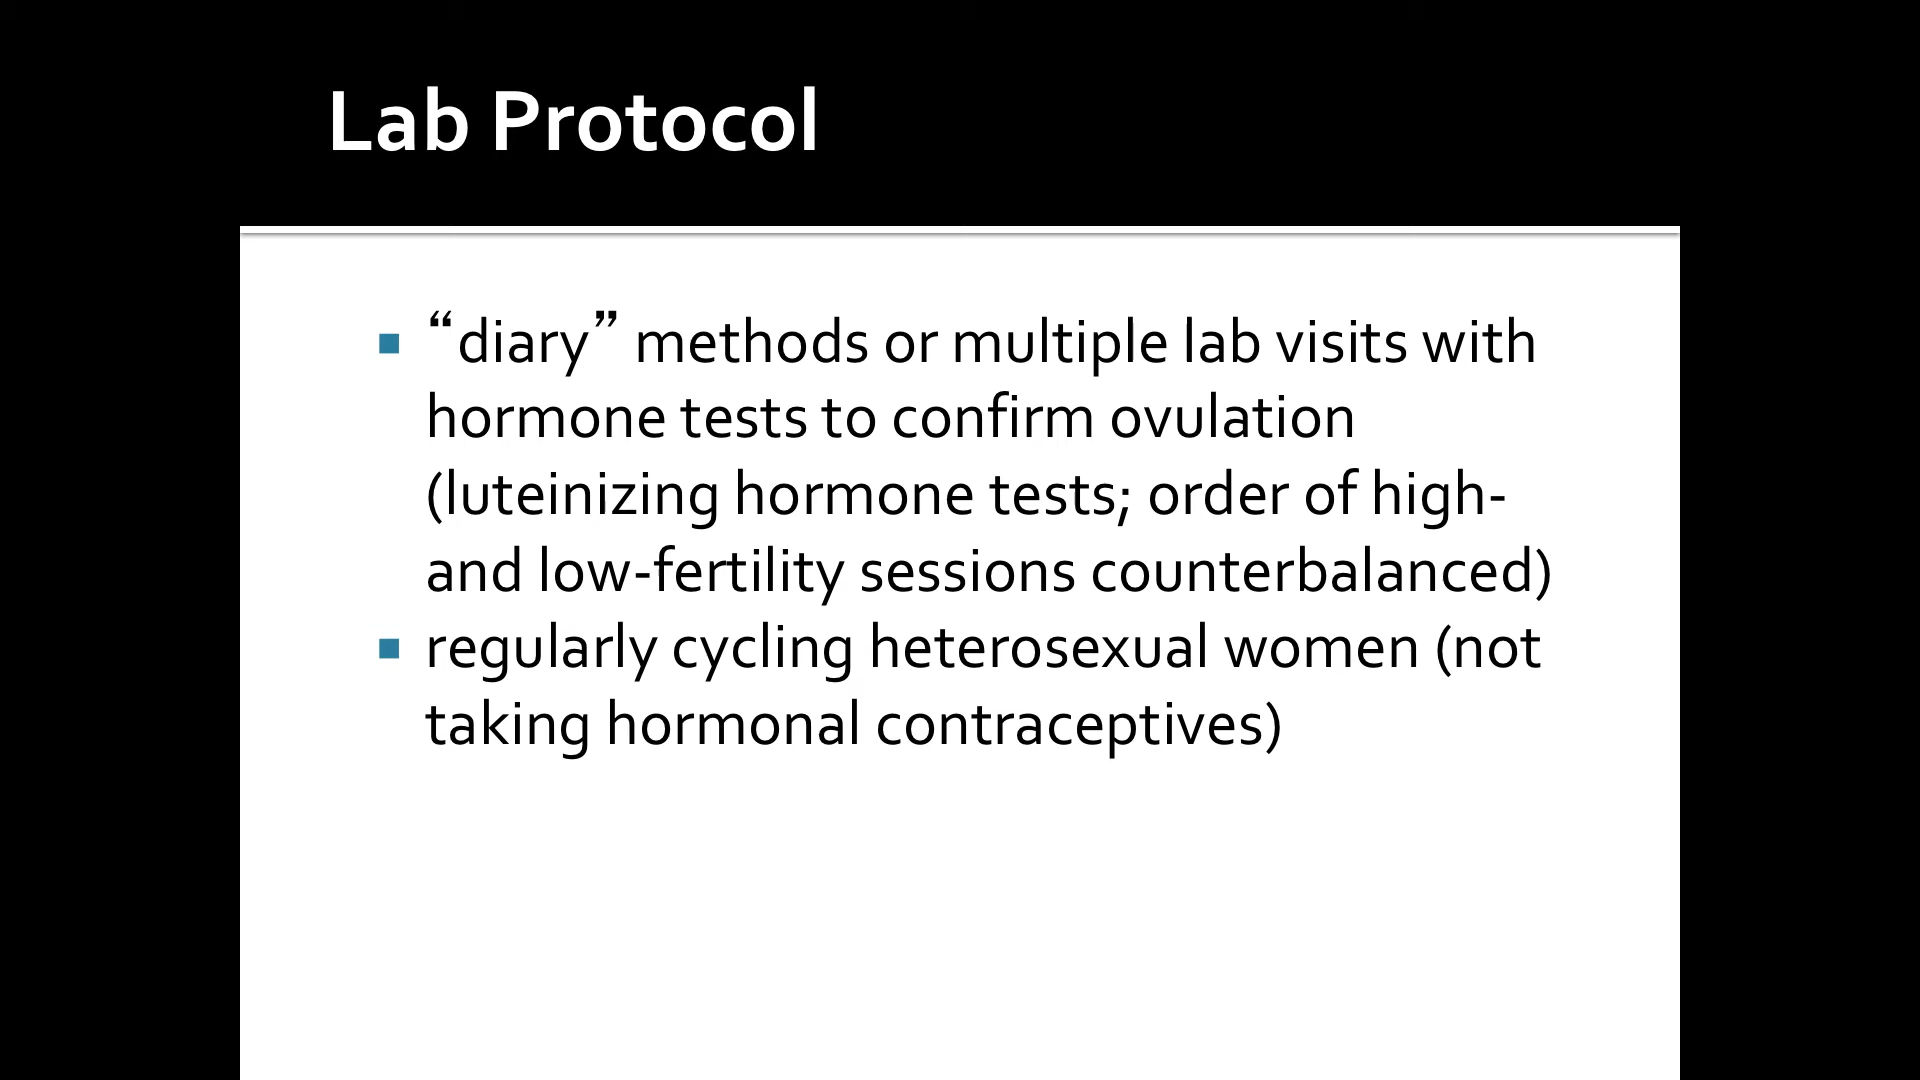 Lab Protocol
“diary” methods or multiple lab visits with
hormone tests to confirm ovulation
(luteinizing hormone tests; order of high-
and low-fertility sessions counterbalanced)
regularly cycling heterosexual women (not
taking hormonal contraceptives)